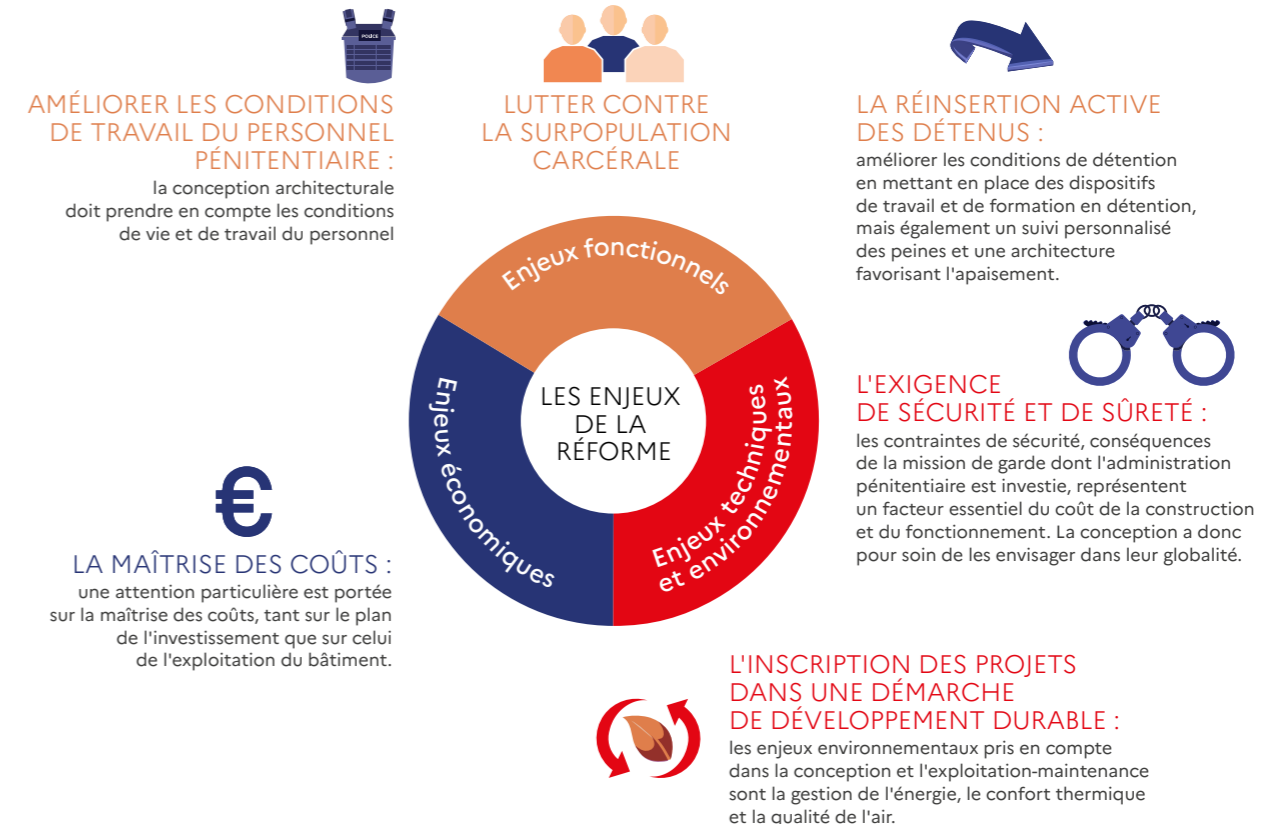 POLICE
AMÉLIORER LES CONDITIONS
DE TRAVAIL DU PERSONNEL
PÉNITENTIAIRE :
la conception architecturale
doit prendre en compte les conditions
de vie et de travail du personnel
LUTTER CONTRE
LA SURPOPULATION
CARCÉRALE
LA RÉINSERTION ACTIVE
DES DÉTENUS :
améliorer les conditions de détention
en mettant en place des dispositifs
de travail et de formation en détention,
mais également un suivi personnalisé
des peines et une architecture
favorisant l'apaisement.
Enjeux fonctionnels
Enjeux économiques
LES ENJEUX
DE LA
RÉFORME
Enjeux techniques
et environnementaux
L'EXIGENCE
DE SÉCURITÉ ET DE SÛRETÉ :
les contraintes de sécurité, conséquences
de la mission de garde dont l'administration
pénitentiaire est investie, représentent
un facteur essentiel du coût de la construction
et du fonctionnement. La conception a donc
pour soin de les envisager dans leur globalité.
€
LA MAÎTRISE DES COÛTS :
une attention particulière est portée
sur la maîtrise des coûts, tant sur le plan
de l'investissement que sur celui
de l'exploitation du bâtiment.
L'INSCRIPTION DES PROJETS
DANS UNE DÉMARCHE
DE DÉVELOPPEMENT DURABLE :
les enjeux environnementaux pris en compte
dans la conception et l'exploitation-maintenance
sont la gestion de l'énergie, le confort thermique
et la qualité de l'air.